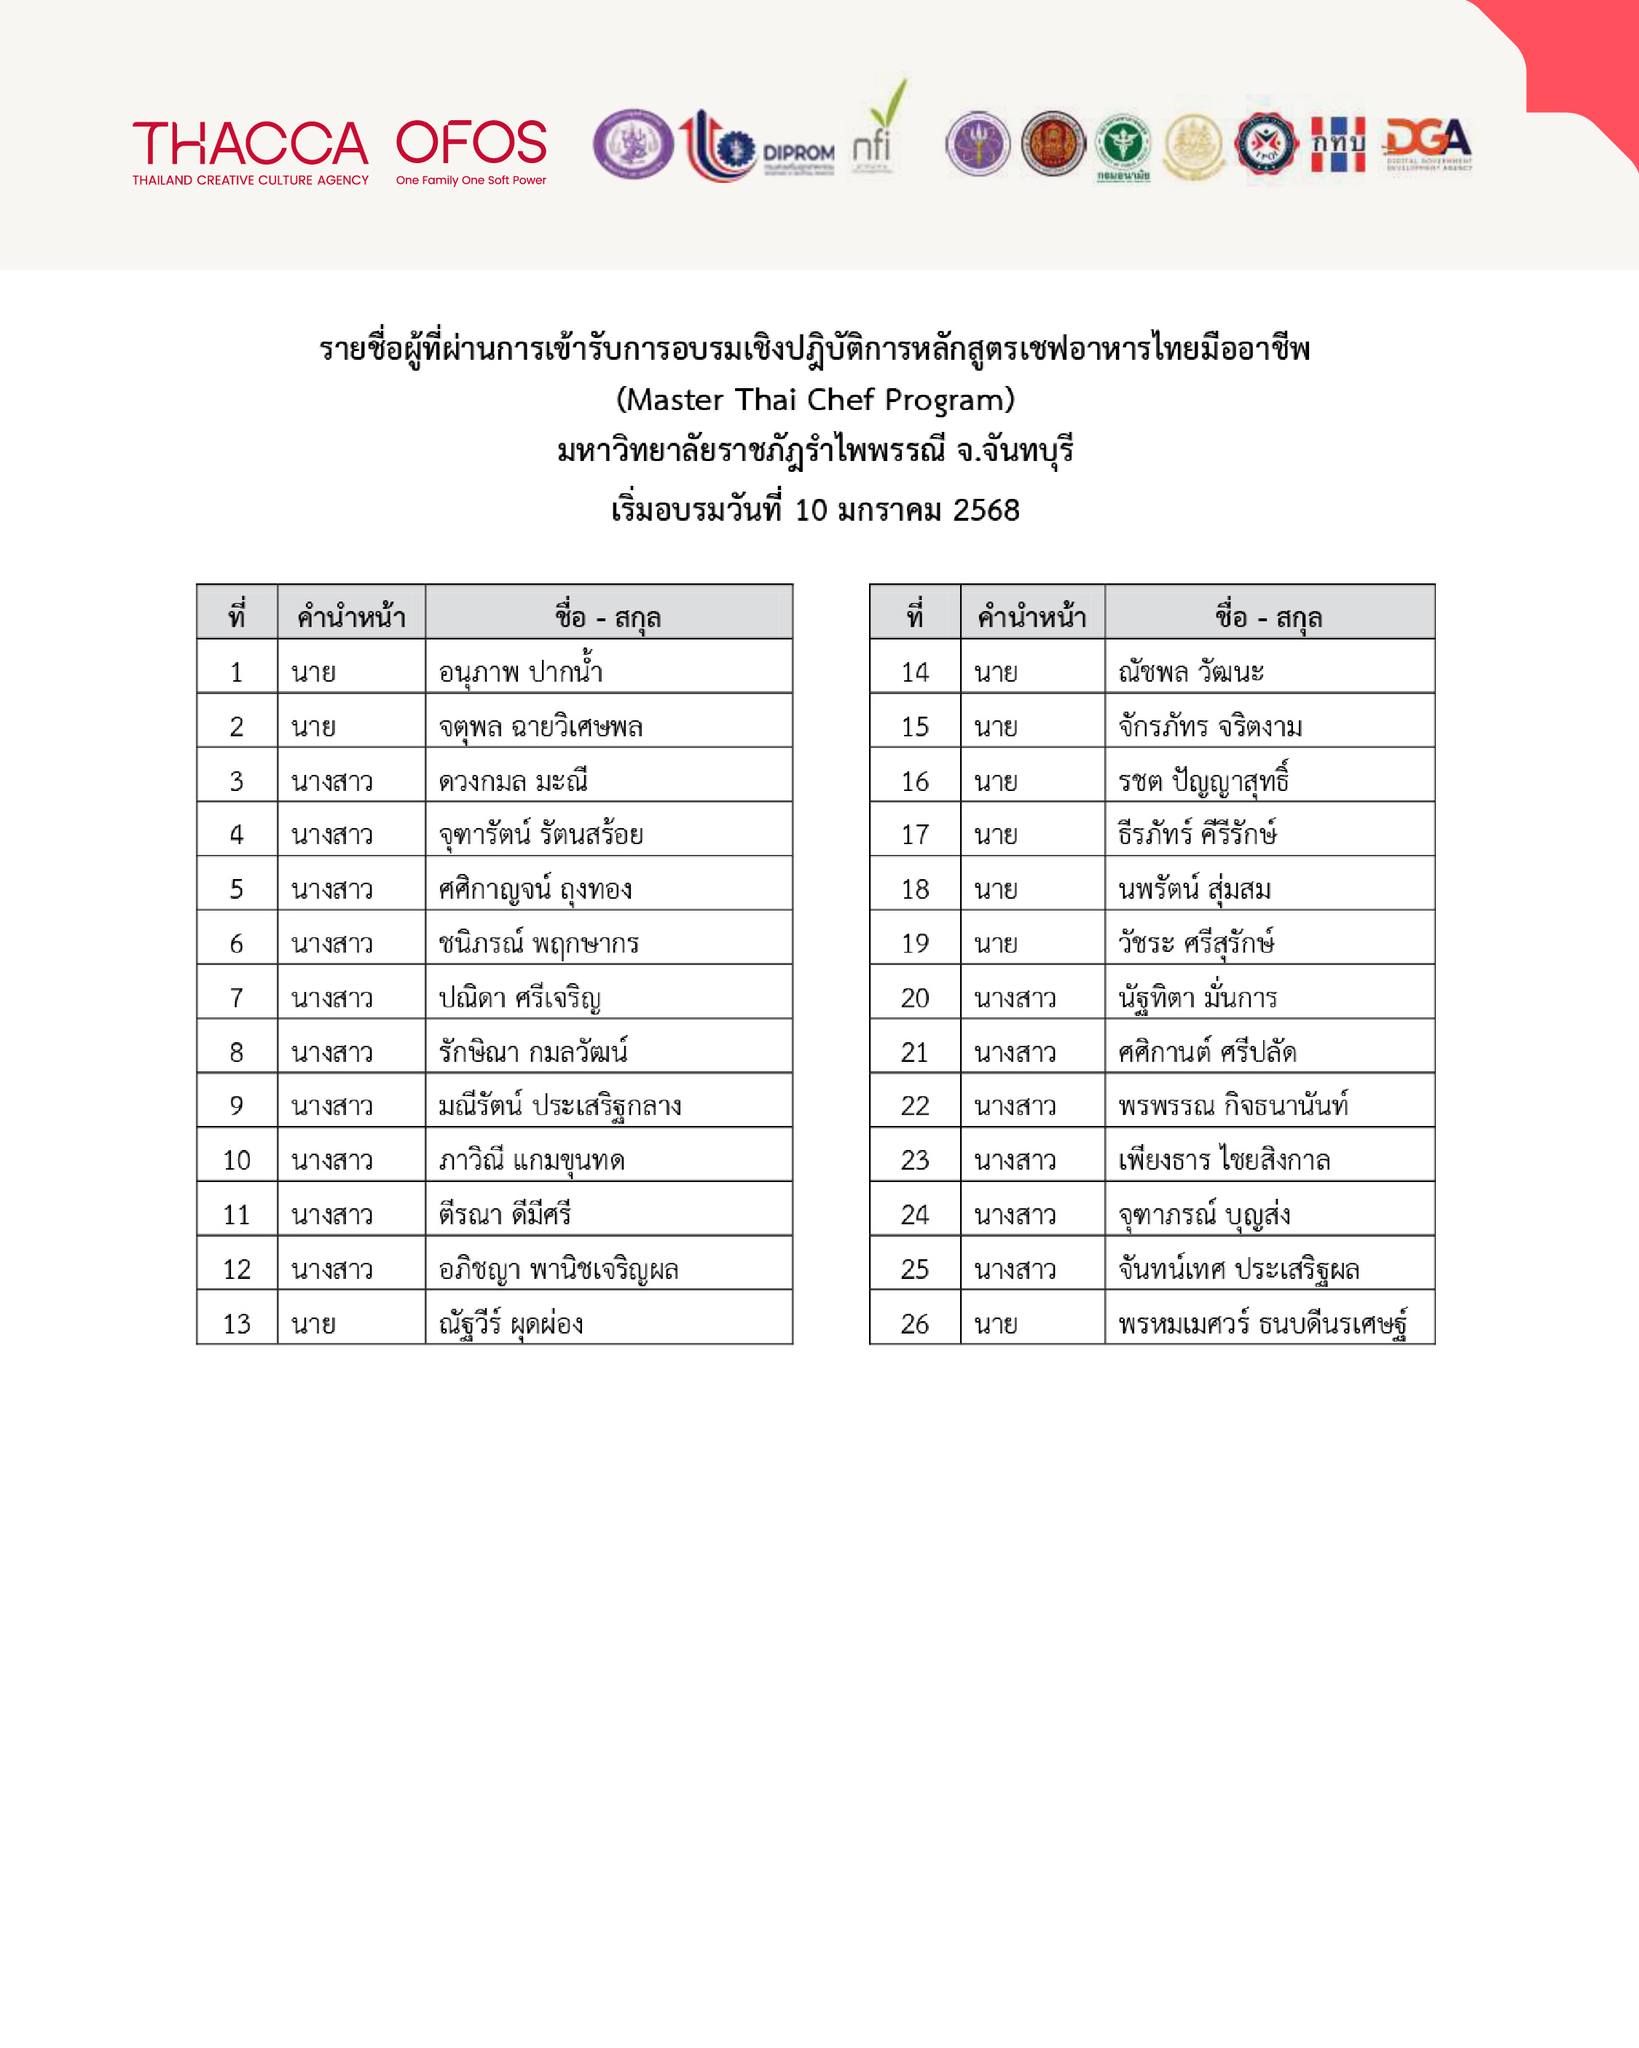 THACCA OFOS
THAILAND CREATIVE CULTURE AGENCY One Family One Soft Power
DIPROM
nfi
กรมอนามัย
กทบ
DGA
DIGITAL GOVERNMENT
DEVELOPMENT AGENCY
รายชื่อผู้ที่ผ่านการเข้ารับการอบรมเชิงปฎิบัติการหลักสูตรเชฟอาหารไทยมืออาชีพ
(Master Thai Chef Program)
มหาวิทยาลัยราชภัฎรำไพพรรณี จ.จันทบุรี
เริ่มอบรมวันที่ 10 มกราคม 2568
ที่ คำนำหน้า ชื่อ - สกุล
1 นาย อนุภาพ ปากน้ำ
2 นาย จตุพล ฉายวิเศษพล
3 นางสาว ดวงกมล มะณี
4 นางสาว จุฑารัตน์ รัตนสร้อย
5 นางสาว ศศิกาญจน์ ถุงทอง
6 นางสาว ชนิภรณ์ พฤกษากร
7 นางสาว ปณิดา ศรีเจริญ
8 นางสาว รักษิณา กมลวัฒน์
9 นางสาว มณีรัตน์ ประเสริฐกลาง
10 นางสาว ภาวิณี แกมขุนทด
11 นางสาว ตีรณา ดีมีศรี
12 นางสาว อภิชญา พานิชเจริญผล
13 นาย ณัฐวีร์ ผุดผ่อง
ที่ คำนำหน้า ชื่อ - สกุล
14 นาย ณัชพล วัฒนะ
15 นาย จักรภัทร จริตงาม
16 นาย รชต ปัญญาสุทธิ์
17 นาย ธีรภัทร์ คีรีรักษ์
18 นาย นพรัตน์ สุ่มสม
19 นาย วัชระ ศรีสุรักษ์
20 นางสาว นัฐทิตา มั่นการ
21 นางสาว ศศิกานต์ ศรีปลัด
22 นางสาว พรพรรณ กิจธนานันท์
23 นางสาว เพียงธาร ไชยสิงกาล
24 นางสาว จุฑาภรณ์ บุญส่ง
25 นางสาว จันทน์เทศ ประเสริฐผล
26 นาย พรหมเมศวร์ ธนบดีนรเศษฐ์